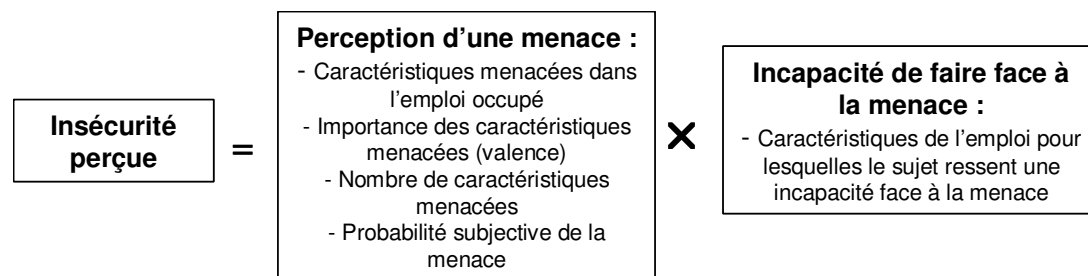 Insécurité
perçue
=
Perception d’une menace :
- Caractéristiques menacées dans
l’emploi occupé
- Importance des caractéristiques
menacées (valence)
- Nombre de caractéristiques
menacées
- Probabilité subjective de la
menace
×
Incapacité de faire face à
la menace :
- Caractéristiques de l’emploi pour
lesquelles le sujet ressent une
incapacité face à la menace